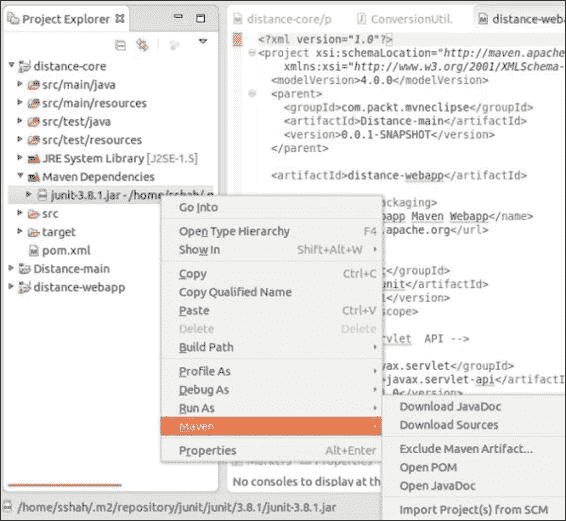 Project Explorer
distance-core
src/main/java
src/main/resources
src/test/java
src/test/resources
JRE System Library [J2SE-1.5]
Maven Dependencies
junit-3.8.1.jar - /home/sshah/
src
target
pom.xml
Distance-main
distance-webapp
distance-core/p
ConversionUtil.
distance-weba
<?xml version="1.0"?>
<project xsi:schemaLocation="http://maven.apache
xmlns:xsi="http://www.w3.org/2001/XMLSchema-
<modelVersion>4.0.0</modelVersion>
<parent>
<groupId>com.packt.mvneclipse</groupId>
<artifactId>Distance-main</artifactId>
<version>0.0.1-SNAPSHOT</version>
</parent>
<artifactId>distance-webapp</artifactId>
packaging>
ebapp Maven Webapp</name>
.apache.org</url>
t</groupId>
unit</artifactId>
</version>
scope>
rvlet API -->
vax.servlet</groupId>
javax.servlet-api</artifact
.0</version>
Go Into
Open Type Hierarchy F4
Show In Shift+Alt+W
Copy Ctrl+C
Copy Qualified Name
Paste Ctrl+V
Delete Delete
Build Path
Profile As
Debug As
Run As
Maven
Properties Alt+Enter
Download JavaDoc
Download Sources
Exclude Maven Artifact...
Open POM
Open JavaDoc
Import Project(s) from SCM
Markers Properties
No consoles to display at th
/home/sshah/.m2/repository/junit/junit/3.8.1/junit-3.8.1.jar